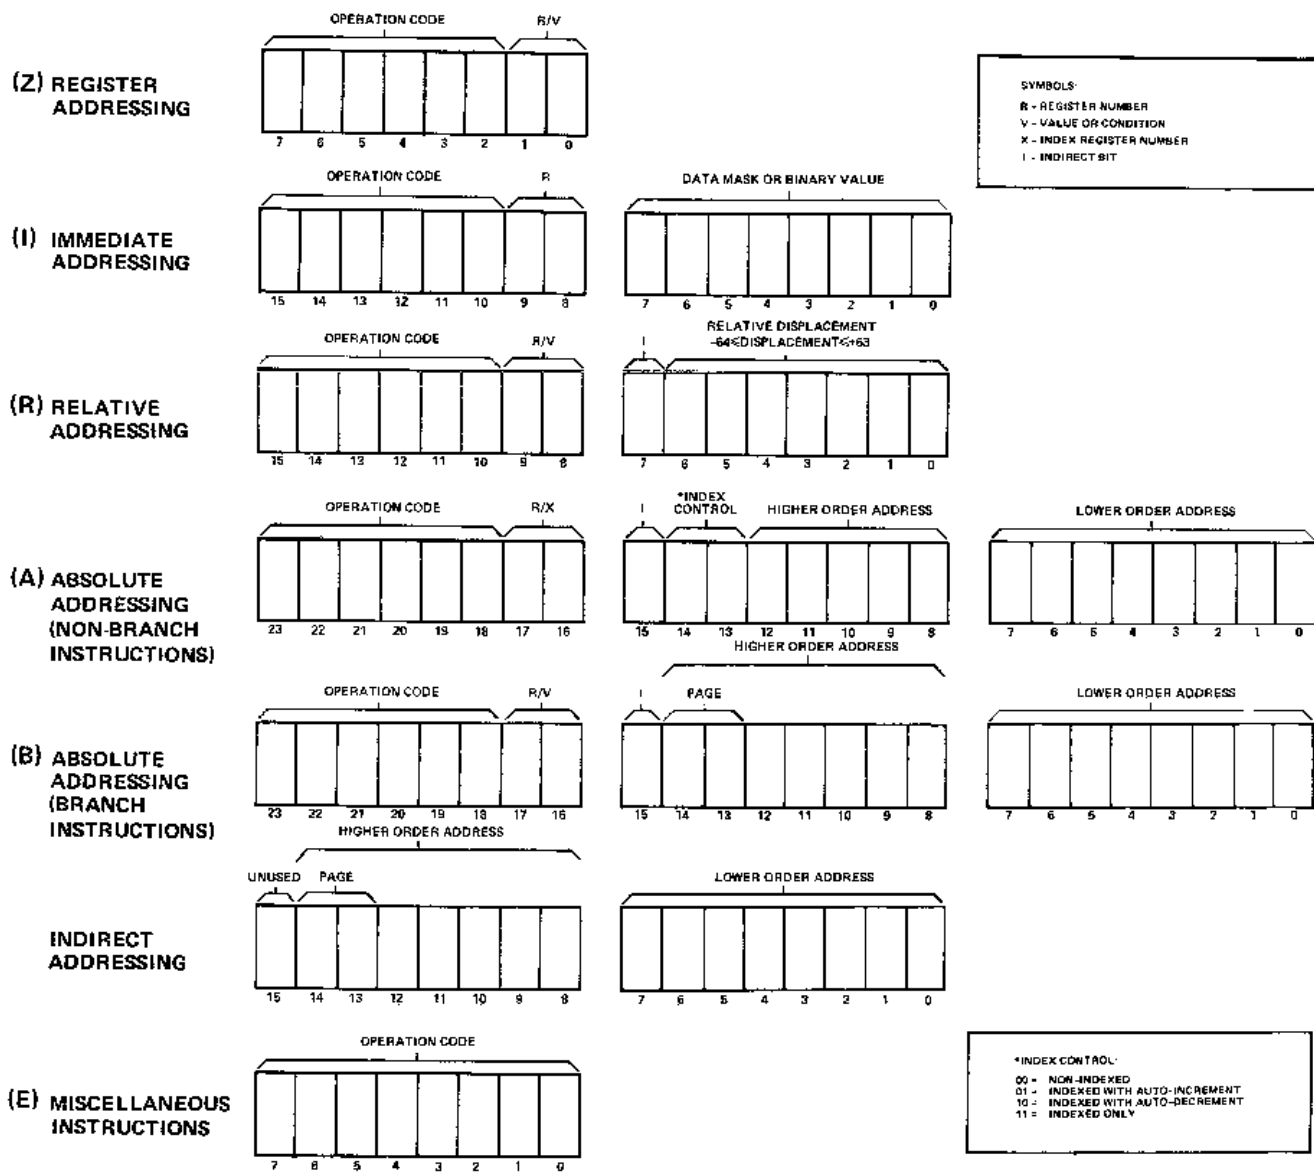 OPERATION CODE R/V
(Z) REGISTER
ADDRESSING
7 6 5 4 3 2 1 0
SYMBOLS:
R - REGISTER NUMBER
V - VALUE OR CONDITION
X - INDEX REGISTER NUMBER
I - INDIRECT BIT
OPERATION CODE R DATA MASK OR BINARY VALUE
(I) IMMEDIATE
ADDRESSING
15 14 13 12 11 10 9 8 7 6 5 4 3 2 1 0
RELATIVE DISPLACEMENT
OPERATION CODE R/V I -64≤DISPLACEMENT≤+63
(R) RELATIVE
ADDRESSING
15 14 13 12 11 10 9 8 7 6 5 4 3 2 1 0
*INDEX
OPERATION CODE R/X I CONTROL HIGHER ORDER ADDRESS LOWER ORDER ADDRESS
(A) ABSOLUTE
ADDRESSING
(NON-BRANCH
INSTRUCTIONS)
23 22 21 20 19 18 17 16 15 14 13 12 11 10 9 8 7 6 5 4 3 2 1 0
HIGHER ORDER ADDRESS
OPERATION CODE R/V I PAGE LOWER ORDER ADDRESS
(B) ABSOLUTE
ADDRESSING
(BRANCH
INSTRUCTIONS)
23 22 21 20 19 18 17 16 15 14 13 12 11 10 9 8 7 6 5 4 3 2 1 0
HIGHER ORDER ADDRESS
UNUSED PAGE LOWER ORDER ADDRESS
INDIRECT
ADDRESSING
15 14 13 12 11 10 9 8 7 6 5 4 3 2 1 0
OPERATION CODE
(E) MISCELLANEOUS
INSTRUCTIONS
7 6 5 4 3 2 1 0
*INDEX CONTROL:
00 = NON-INDEXED
01 = INDEXED WITH AUTO-INCREMENT
10 = INDEXED WITH AUTO-DECREMENT
11 = INDEXED ONLY